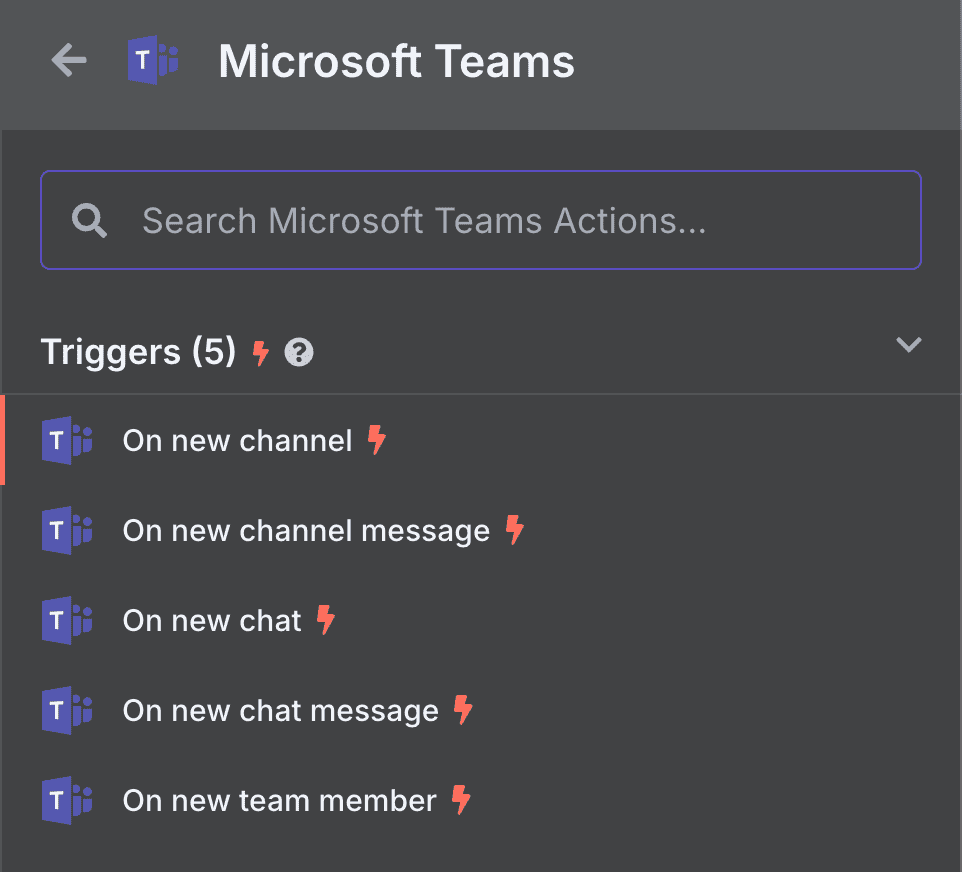 Microsoft Teams
Search Microsoft Teams Actions...
Triggers (5)
On new channel
On new channel message
On new chat
On new chat message
On new team member